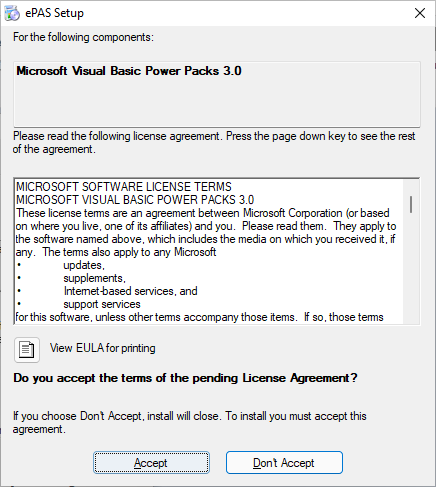 ePAS Setup
For the following components:
Microsoft Visual Basic Power Packs 3.0
Please read the following license agreement. Press the page down key to see the rest
of the agreement.
MICROSOFT SOFTWARE LICENSE TERMS
MICROSOFT VISUAL BASIC POWER PACKS 3.0
These license terms are an agreement between Microsoft Corporation (or based
on where you live, one of its affiliates) and you.  Please read them.  They apply to
the software named above, which includes the media on which you received it, if
any.  The terms also apply to any Microsoft
• updates,
• supplements,
• Internet-based services, and
• support services
for this software, unless other terms accompany those items.  If so, those terms
View EULA for printing
Do you accept the terms of the pending License Agreement?
If you choose Don't Accept, install will close. To install you must accept this
agreement.
Accept
Don't Accept